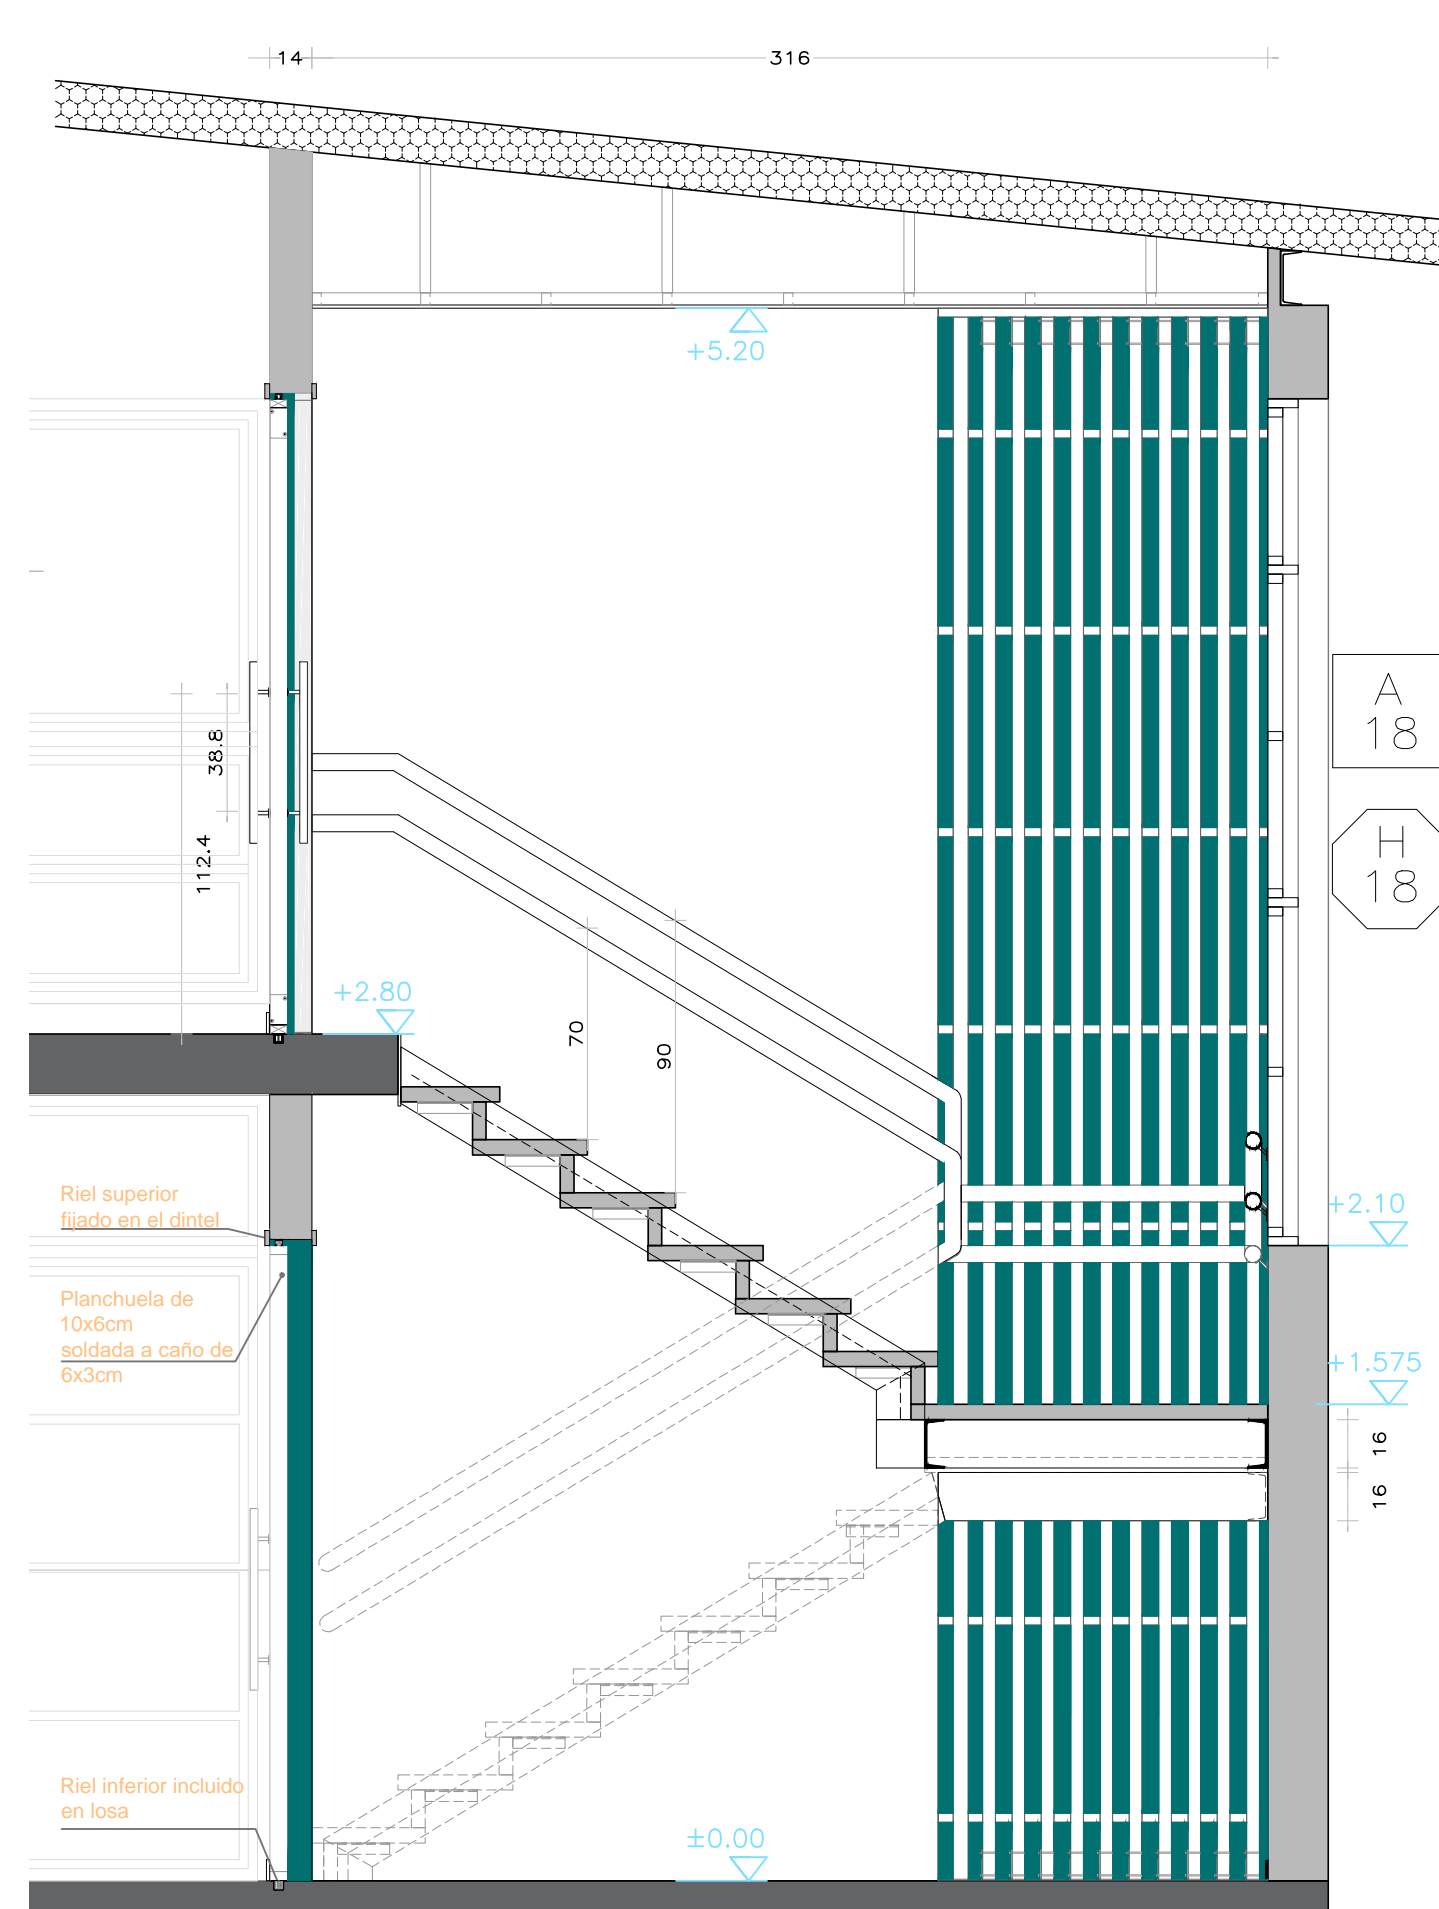 14
316
+5.20
A
18
38.8
H
18
112.4
+2.80
70
90
Riel superior
fijado en el dintel
+2.10
Planchuela de
10x6cm
soldada a caño de
6x3cm
+1.575
16
16
Riel inferior incluido
en losa
±0.00